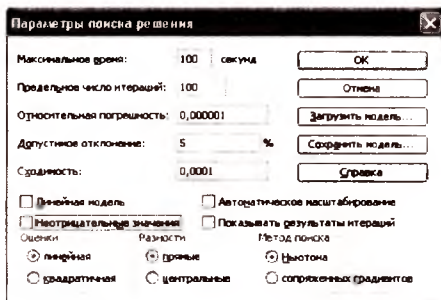 Параметры поиска решения
Максимальное время: 100 секунд
OK
Предельное число итераций: 100
Отмена
Относительная погрешность: 0,000001
Загрузить модель...
Допустимое отклонение: 5 %
Сохранить модель...
Сходимость: 0,0001
Справка
Линейная модель
Автоматическое масштабирование
Неотрицательные значения
Показывать результаты итераций
Оценки
Разности
Метод поиска
линейная
прямые
Ньютона
квадратичная
центральные
сопряженных градиентов